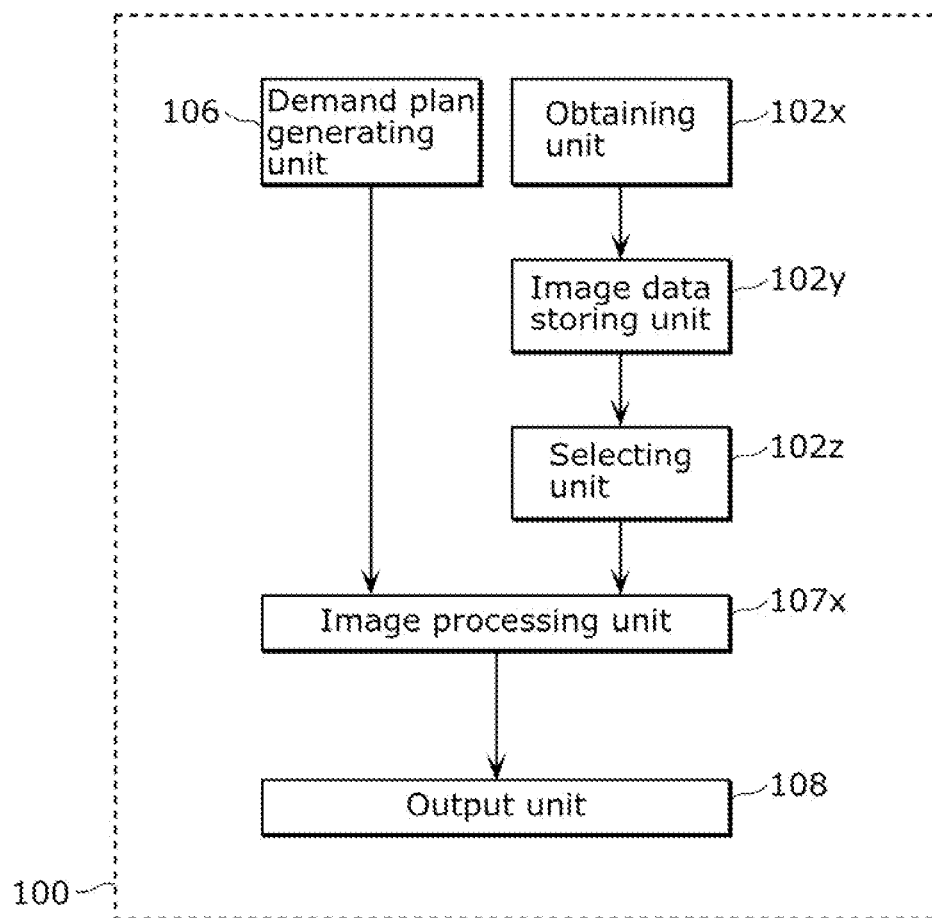 106
Demand plan
generating
unit
Obtaining
unit
102x
Image data
storing unit
102y
Selecting
unit
102z
Image processing unit
107x
Output unit
108
100